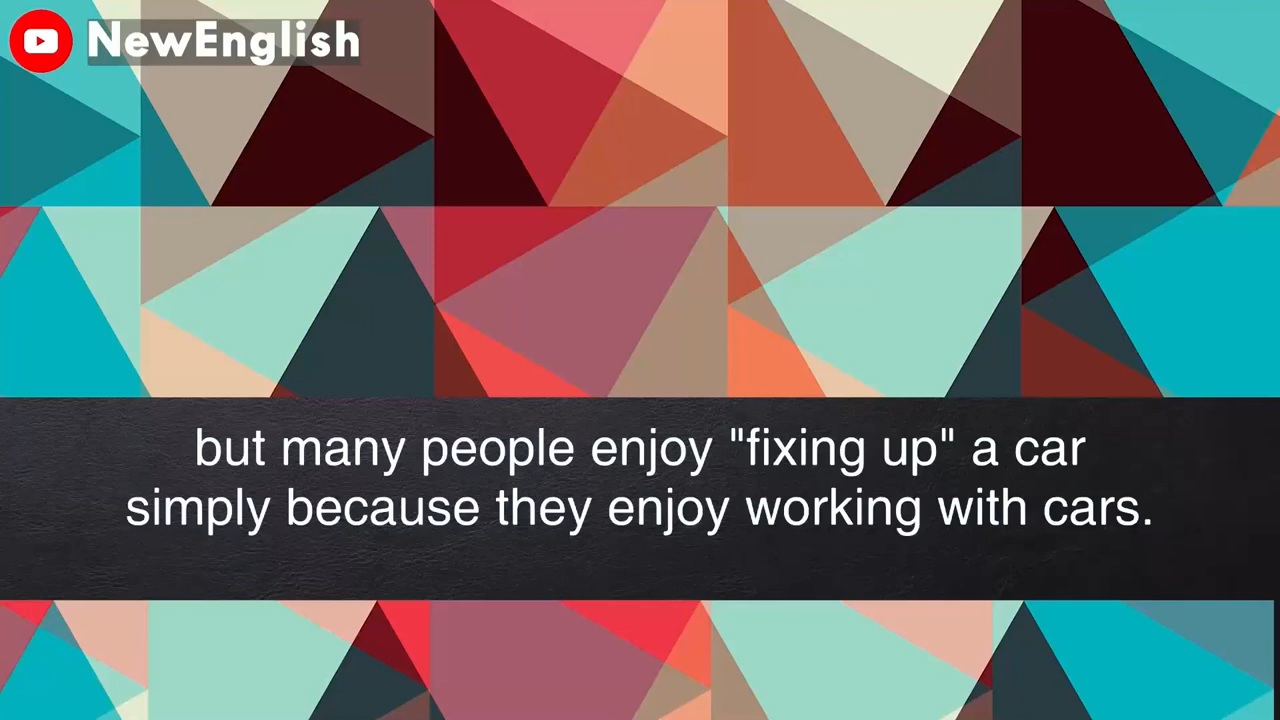 NewEnglish
but many people enjoy "fixing up" a car
simply because they enjoy working with cars.